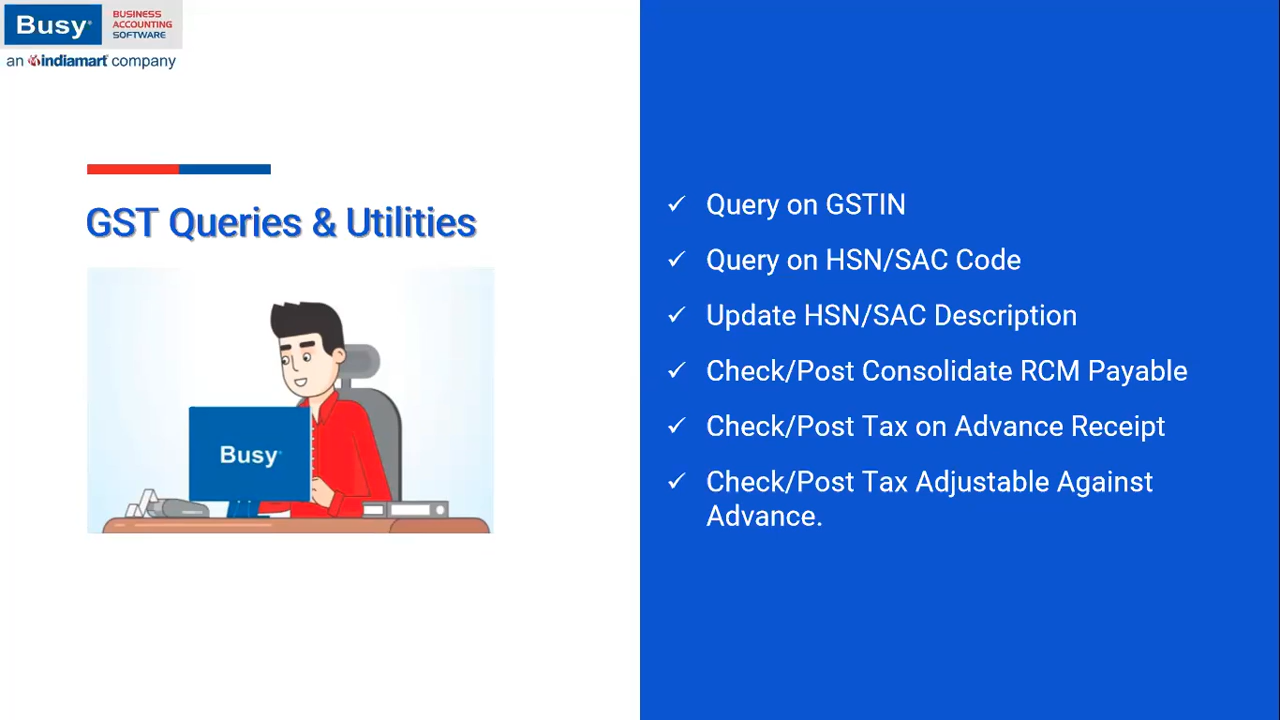 Busy
BUSINESS
ACCOUNTING
SOFTWARE
an indiamart company
GST Queries & Utilities
Busy
✓ Query on GSTIN
✓ Query on HSN/SAC Code
✓ Update HSN/SAC Description
✓ Check/Post Consolidate RCM Payable
✓ Check/Post Tax on Advance Receipt
✓ Check/Post Tax Adjustable Against
Advance.